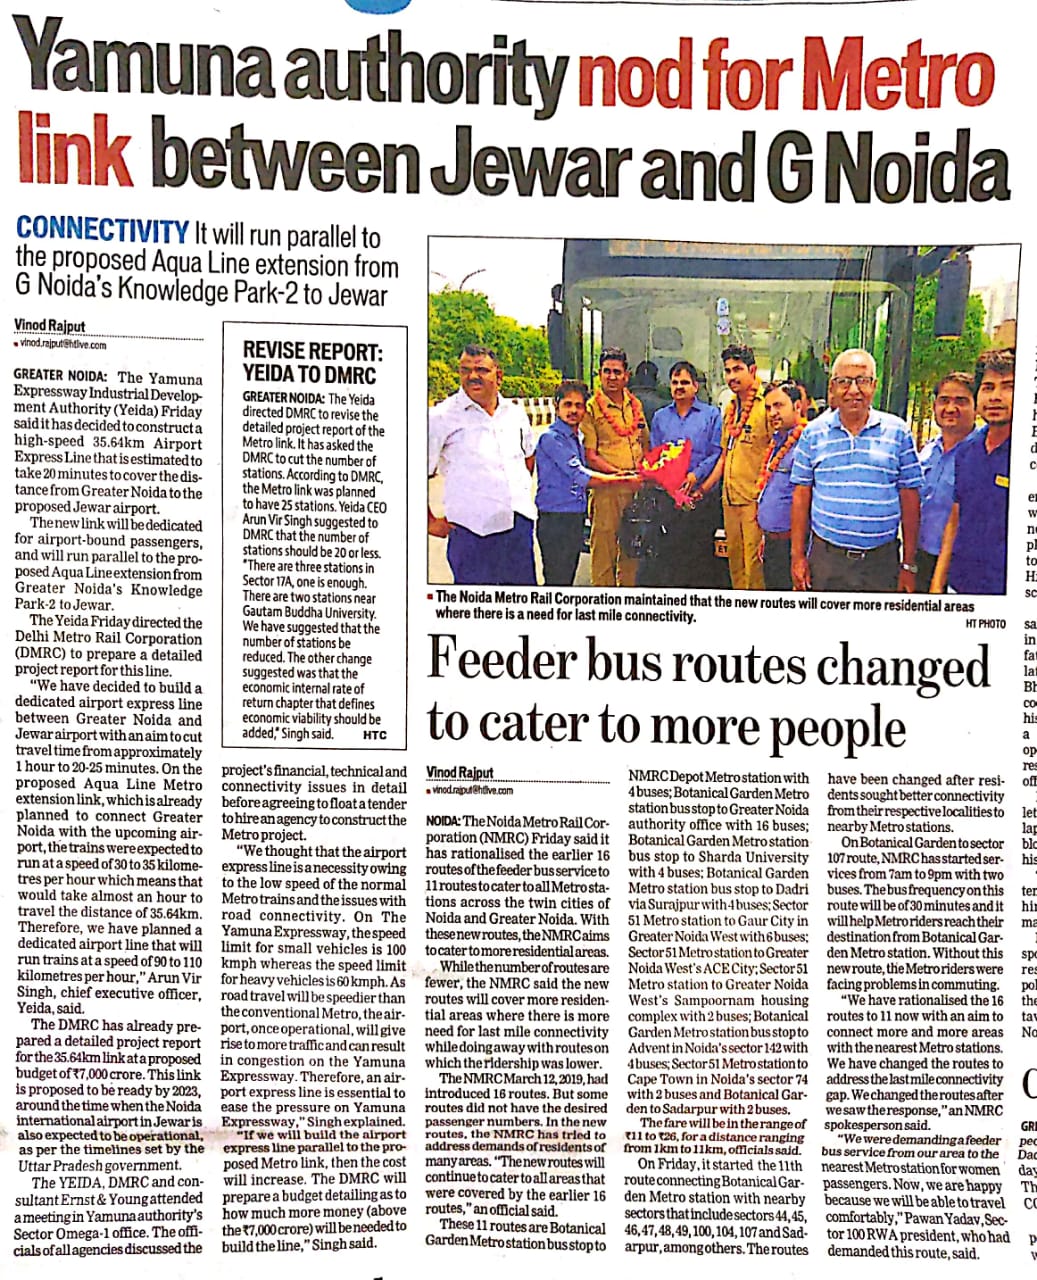 Yamuna authority nod for Metro
link between Jewar and G Noida
CONNECTIVITY It will run parallel to
the proposed Aqua Line extension from
G Noida's Knowledge Park-2 to Jewar
Vinod Rajput
▪ vinod.rajput@htlive.com
GREATER NOIDA: The Yamuna
Expressway Industrial Develop-
ment Authority (Yeida) Friday
said it has decided to construct a
high-speed 35.64km Airport
Express Line that is estimated to
take 20 minutes to cover the dis-
tance from Greater Noida to the
proposed Jewar airport.
The new link will be dedicated
for airport-bound passengers,
and will run parallel to the pro-
posed Aqua Line extension from
Greater Noida's Knowledge
Park-2 to Jewar.
The Yeida Friday directed the
Delhi Metro Rail Corporation
(DMRC) to prepare a detailed
project report for this line.
"We have decided to build a
dedicated airport express line
between Greater Noida and
Jewar airport with an aim to cut
travel time from approximately
1 hour to 20-25 minutes. On the
proposed Aqua Line Metro
extension link, which is already
planned to connect Greater
Noida with the upcoming air-
port, the trains were expected to
run at a speed of 30 to 35 kilome-
tres per hour which means that
would take almost an hour to
travel the distance of 35.64km.
Therefore, we have planned a
dedicated airport line that will
run trains at a speed of 90 to 110
kilometres per hour," Arun Vir
Singh, chief executive officer,
Yeida, said.
The DMRC has already pre-
pared a detailed project report
for the 35.64km link at a proposed
budget of ₹7,000 crore. This link
is proposed to be ready by 2023,
around the time when the Noida
international airport in Jewar is
also expected to be operational,
as per the timelines set by the
Uttar Pradesh government.
The YEIDA, DMRC and con-
sultant Ernst & Young attended
a meeting in Yamuna authority's
Sector Omega-1 office. The offi-
cials of all agencies discussed the
REVISE REPORT:
YEIDA TO DMRC
GREATER NOIDA: The Yeida
directed DMRC to revise the
detailed project report of the
Metro link. It has asked the
DMRC to cut the number of
stations. According to DMRC,
the Metro link was planned
to have 25 stations. Yeida CEO
Arun Vir Singh suggested to
DMRC that the number of
stations should be 20 or less.
"There are three stations in
Sector 17A, one is enough.
There are two stations near
Gautam Buddha University.
We have suggested that the
number of stations be
reduced. The other change
suggested was that the
economic internal rate of
return chapter that defines
economic viability should be
added," Singh said. HTC
project's financial, technical and
connectivity issues in detail
before agreeing to float a tender
to hire an agency to construct the
Metro project.
"We thought that the airport
express line is a necessity owing
to the low speed of the normal
Metro trains and the issues with
road connectivity. On The
Yamuna Expressway, the speed
limit for small vehicles is 100
kmph whereas the speed limit
for heavy vehicles is 60 kmph. As
road travel will be speedier than
the conventional Metro, the air-
port, once operational, will give
rise to more traffic and can result
in congestion on the Yamuna
Expressway. Therefore, an air-
port express line is essential to
ease the pressure on Yamuna
Expressway," Singh explained.
"If we will build the airport
express line parallel to the pro-
posed Metro link, then the cost
will increase. The DMRC will
prepare a budget detailing as to
how much more money (above
the ₹7,000 crore) will be needed to
build the line," Singh said.
▪ The Noida Metro Rail Corporation maintained that the new routes will cover more residential areas
where there is a need for last mile connectivity.
HT PHOTO
Feeder bus routes changed
to cater to more people
Vinod Rajput
▪ vinod.rajput@htlive.com
NOIDA: The Noida Metro Rail Cor-
poration (NMRC) Friday said it
has rationalised the earlier 16
routes of the feeder bus service to
11 routes to cater to all Metro sta-
tions across the twin cities of
Noida and Greater Noida. With
these new routes, the NMRC aims
to cater to more residential areas.
While the number of routes are
fewer, the NMRC said the new
routes will cover more residen-
tial areas where there is more
need for last mile connectivity
while doing away with routes on
which the ridership was lower.
The NMRC March 12, 2019, had
introduced 16 routes. But some
routes did not have the desired
passenger numbers. In the new
routes, the NMRC has tried to
address demands of residents of
many areas. "The new routes will
continue to cater to all areas that
were covered by the earlier 16
routes," an official said.
These 11 routes are Botanical
Garden Metro station bus stop to
NMRC Depot Metro station with
4 buses; Botanical Garden Metro
station bus stop to Greater Noida
authority office with 16 buses;
Botanical Garden Metro station
bus stop to Sharda University
with 4 buses; Botanical Garden
Metro station bus stop to Dadri
via Surajpur with 4 buses; Sector
51 Metro station to Gaur City in
Greater Noida West with 6 buses;
Sector 51 Metro station to Greater
Noida West's ACE City; Sector 51
Metro station to Greater Noida
West's Sampoornam housing
complex with 2 buses; Botanical
Garden Metro station bus stop to
Advent in Noida's sector 142 with
4 buses; Sector 51 Metro station to
Cape Town in Noida's sector 74
with 2 buses and Botanical Gar-
den to Sadarpur with 2 buses.
The fare will be in the range of
₹11 to ₹26, for a distance ranging
from 1km to 11km, officials said.
On Friday, it started the 11th
route connecting Botanical Gar-
den Metro station with nearby
sectors that include sectors 44, 45,
46, 47, 48, 49, 100, 104, 107 and Sad-
arpur, among others. The routes
have been changed after resi-
dents sought better connectivity
from their respective localities to
nearby Metro stations.
On Botanical Garden to sector
107 route, NMRC has started ser-
vices from 7am to 9pm with two
buses. The bus frequency on this
route will be of 30 minutes and it
will help Metro riders reach their
destination from Botanical Gar-
den Metro station. Without this
new route, the Metro riders were
facing problems in commuting.
"We have rationalised the 16
routes to 11 now with an aim to
connect more and more areas
with the nearest Metro stations.
We have changed the routes to
address the last mile connectivity
gap. We changed the routes after
we saw the response," an NMRC
spokesperson said.
"We were demanding a feeder
bus service from our area to the
nearest Metro station for women
passengers. Now, we are happy
because we will be able to travel
comfortably," Pawan Yadav, Sec-
tor 100 RWA president, who had
demanded this route, said.